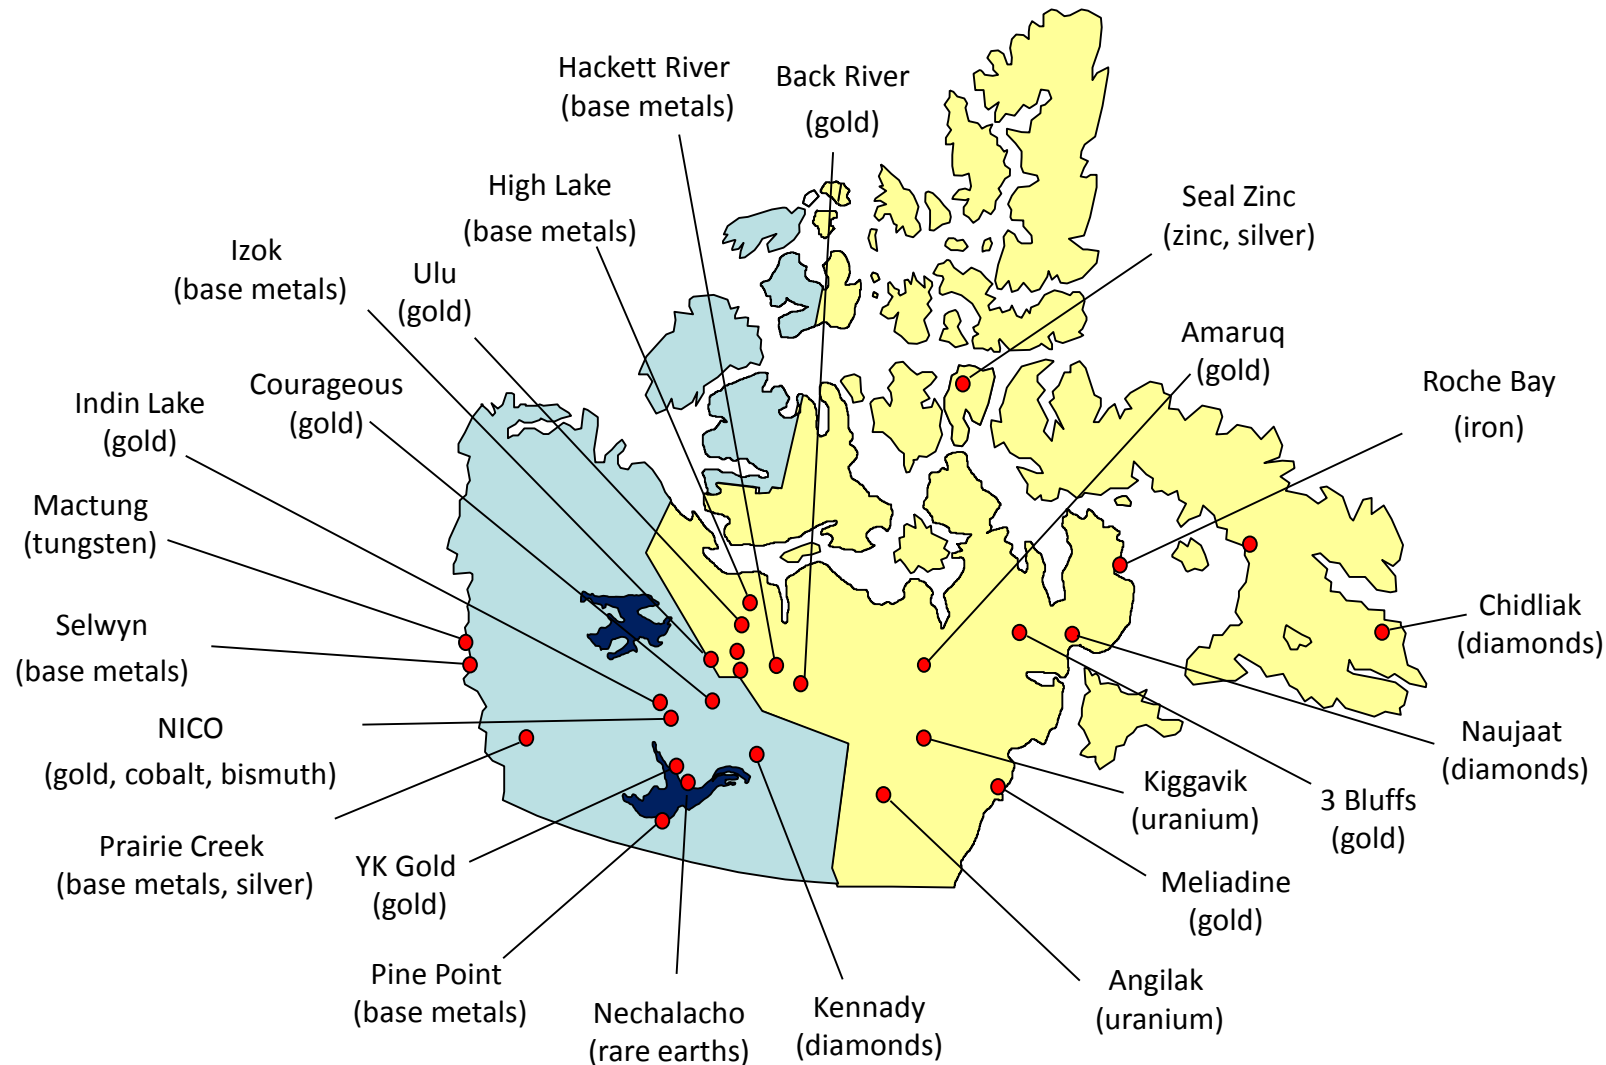 Hackett River
(base metals)
Back River
(gold)
High Lake
(base metals)
Seal Zinc
(zinc, silver)
Izok
(base metals)
Ulu
(gold)
Amaruq
(gold)
Courageous
(gold)
Roche Bay
(iron)
Indin Lake
(gold)
Mactung
(tungsten)
Selwyn
(base metals)
Chidliak
(diamonds)
NICO
(gold, cobalt, bismuth)
Naujaat
(diamonds)
Kiggavik
(uranium)
3 Bluffs
(gold)
Prairie Creek
(base metals, silver)
YK Gold
(gold)
Meliadine
(gold)
Pine Point
(base metals)
Nechalacho
(rare earths)
Kennady
(diamonds)
Angilak
(uranium)